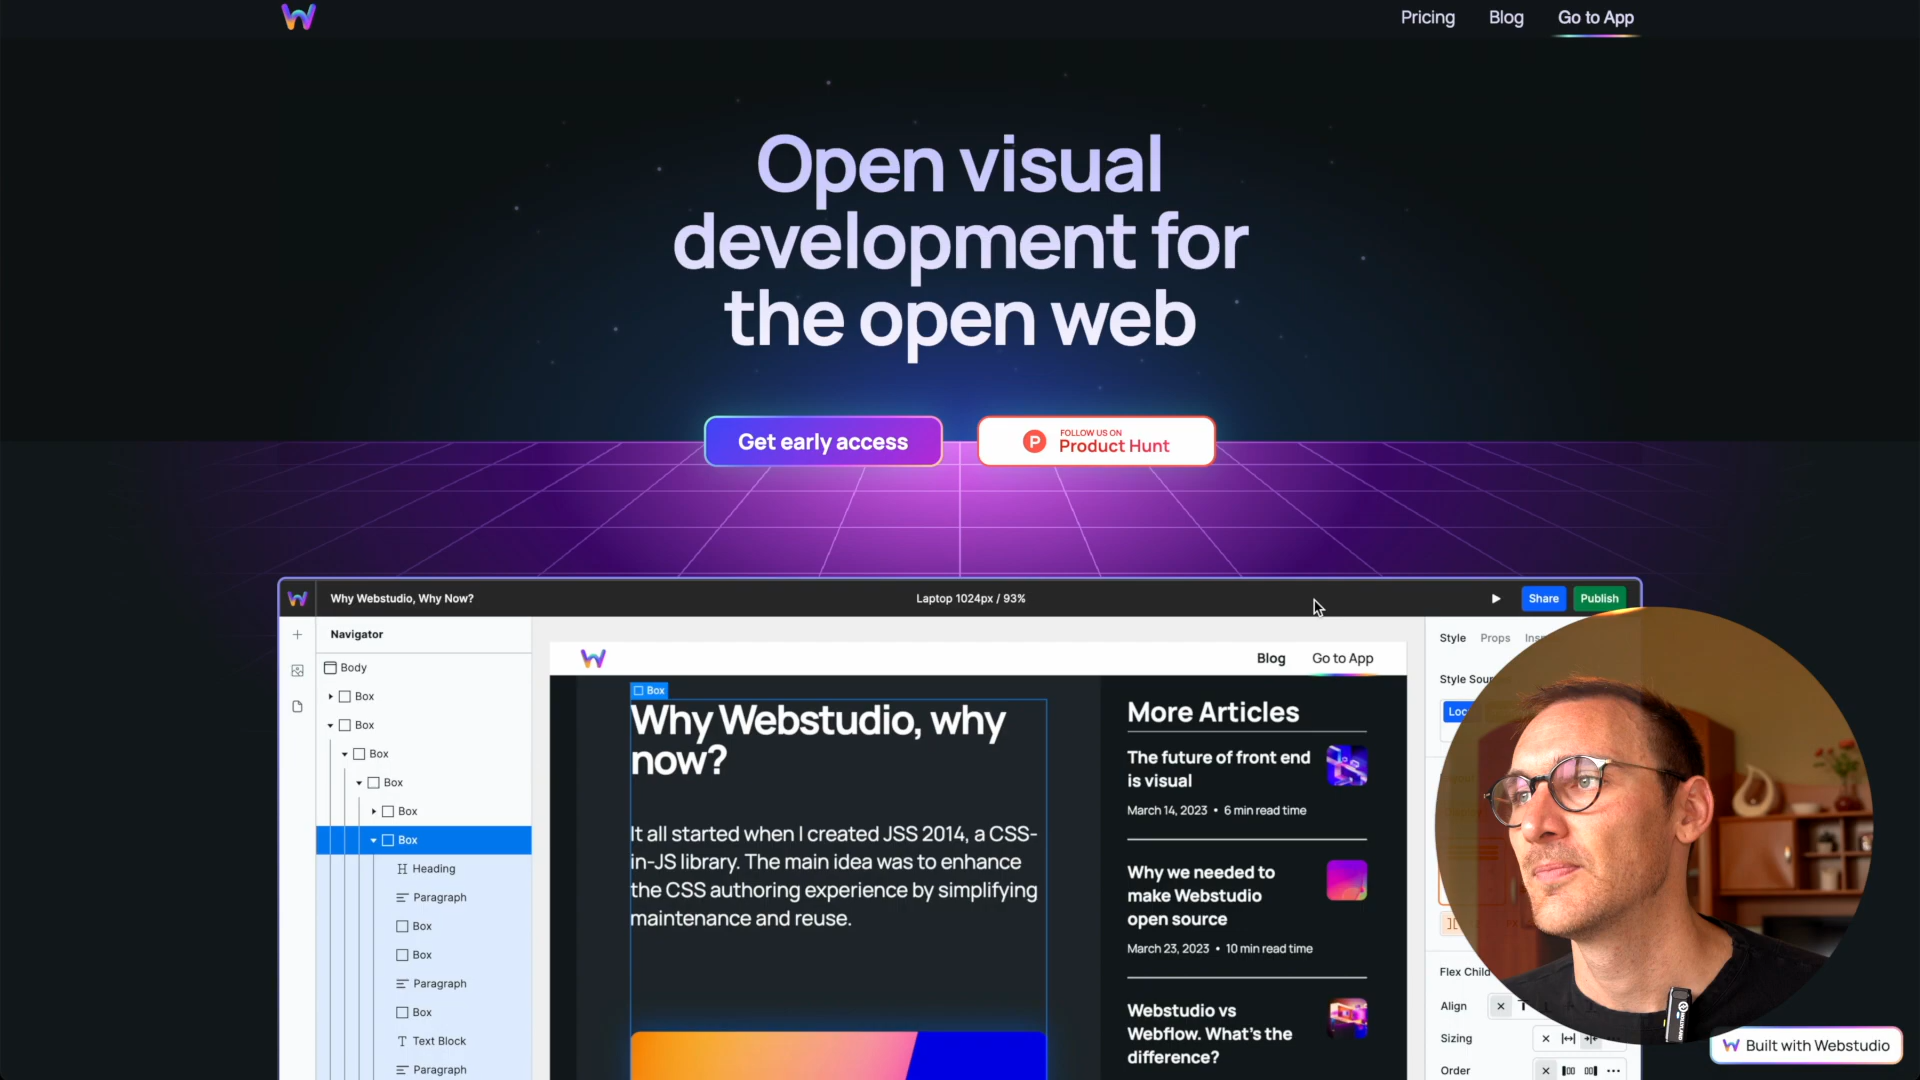 Pricing
Blog
Go to App
Open visual
development for
the open web
Get early access
FOLLOW US ON
Product Hunt
Why Webstudio, Why Now?
Laptop 1024px / 93%
Share
Publish
Navigator
Body
Box
Box
Box
Box
Box
Box
Heading
Paragraph
Box
Box
Paragraph
Box
Text Block
Paragraph
Blog
Go to App
Box
Why Webstudio, why
now?
It all started when I created JSS 2014, a CSS-
in-JS library. The main idea was to enhance
the CSS authoring experience by simplifying
maintenance and reuse.
More Articles
The future of front end
is visual
March 14, 2023 • 6 min read time
Why we needed to
make Webstudio
open source
March 23, 2023 • 10 min read time
Webstudio vs
Webflow. What's the
difference?
Style
Props
Style
Flex Child
Align
Sizing
Order
Built with Webstudio